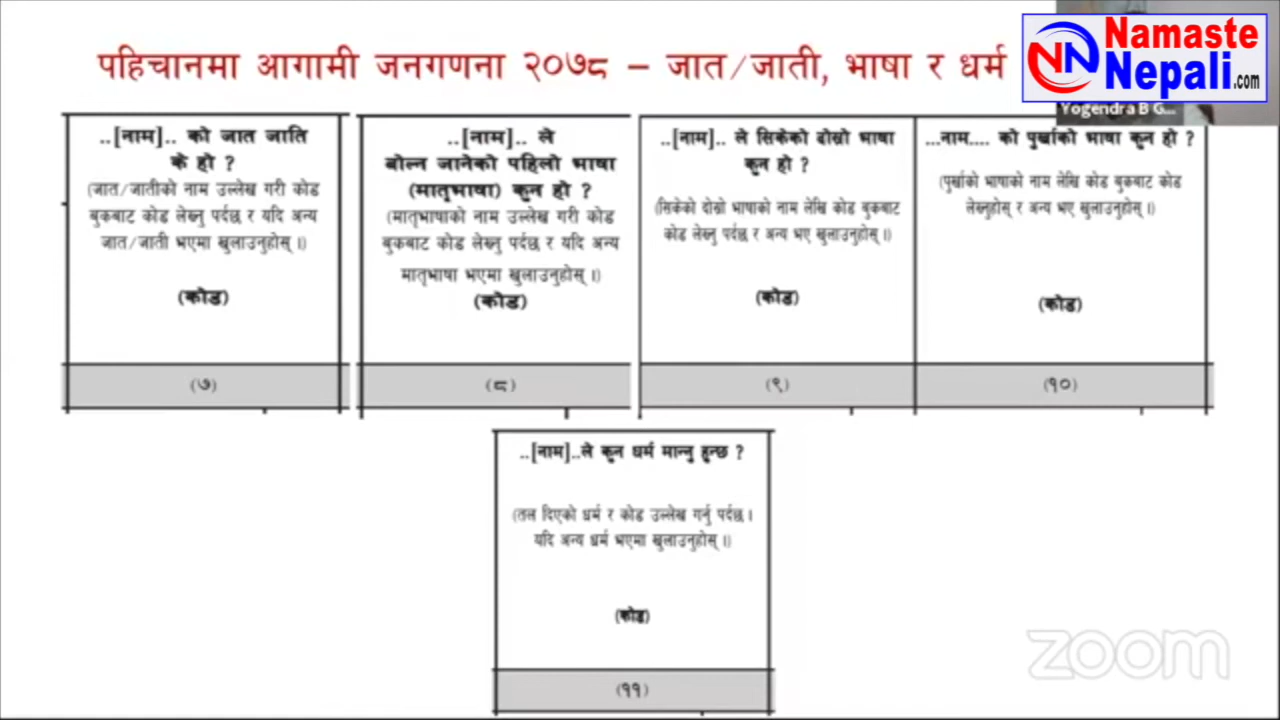 पहिचानमा आगामी जनगणना २०७८ – जात/जाती, भाषा र धर्म
Namaste
Nepali.com
NN
Yogendra B G...
..[नाम].. को जात जाति
के हो ?
(जात/जातीको नाम उल्लेख गरी कोड
बुकबाट कोड लेख्नु पर्दछ र यदि अन्य
जात/जाती भएमा खुलाउनुहोस् ।)
(कोड)
(७)
..[नाम].. ले
बोल्न जानेको पहिलो भाषा
(मातृभाषा) कुन हो ?
(मातृभाषाको नाम उल्लेख गरी कोड
बुकबाट कोड लेख्नु पर्दछ र यदि अन्य
मातृभाषा भएमा खुलाउनुहोस् ।)
(कोड)
(८)
..[नाम].. ले सिकेको दोस्रो भाषा
कुन हो ?
(सिकेको दोस्रो भाषाको नाम लेखि कोड बुकबाट
कोड लेख्नु पर्दछ र अन्य भए खुलाउनुहोस् ।)
(कोड)
(९)
...नाम.... को पुर्खाको भाषा कुन हो ?
(पुर्खाको भाषाको नाम लेखि कोड बुकबाट कोड
लेख्नुहोस् र अन्य भए खुलाउनुहोस् ।)
(कोड)
(१०)
..[नाम]..ले कुन धर्म मान्नु हुन्छ ?
(तल दिएको धर्म र कोड उल्लेख गर्नु पर्दछ ।
यदि अन्य धर्म भएमा खुलाउनुहोस् ।)
(कोड)
(११)
zoom